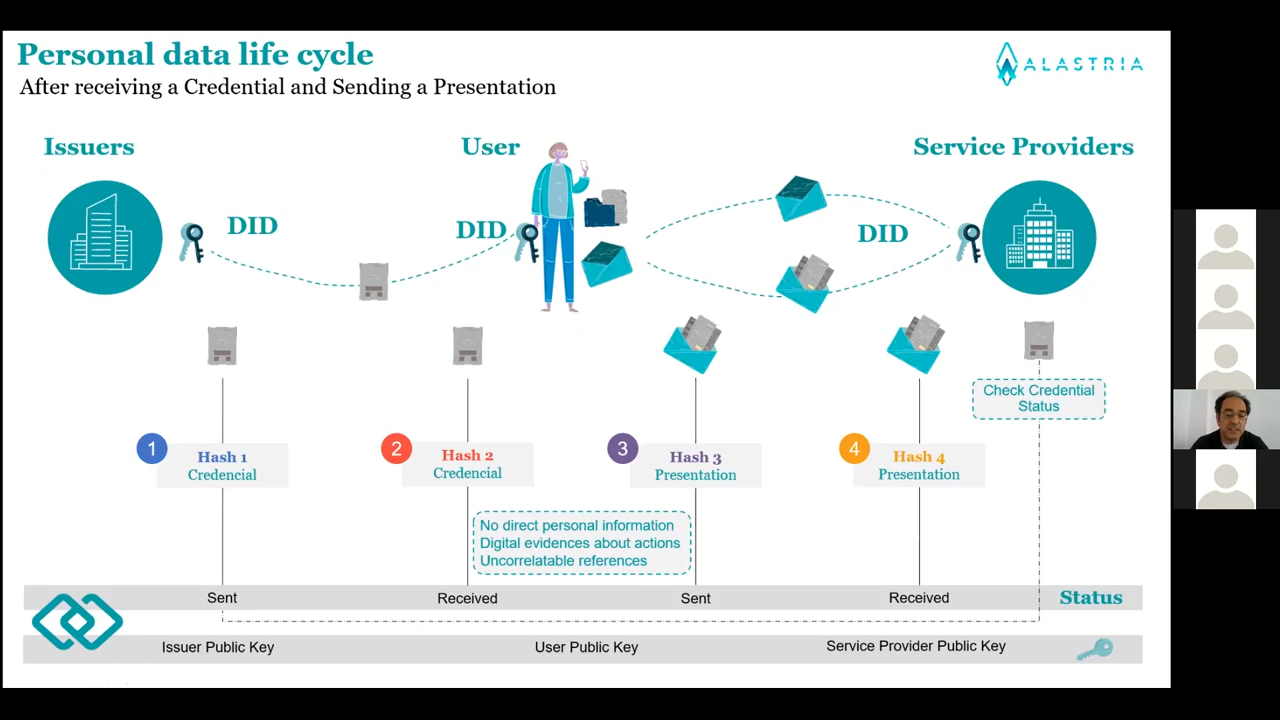 Personal data life cycle
After receiving a Credential and Sending a Presentation
ALASTRIA
Issuers
User
Service Providers
DID
DID
DID
Check Credential
Status
1
Hash 1
Credencial
2
Hash 2
Credencial
3
Hash 3
Presentation
4
Hash 4
Presentation
No direct personal information
Digital evidences about actions
Uncorrelatable references
Sent
Received
Sent
Received
Status
Issuer Public Key
User Public Key
Service Provider Public Key